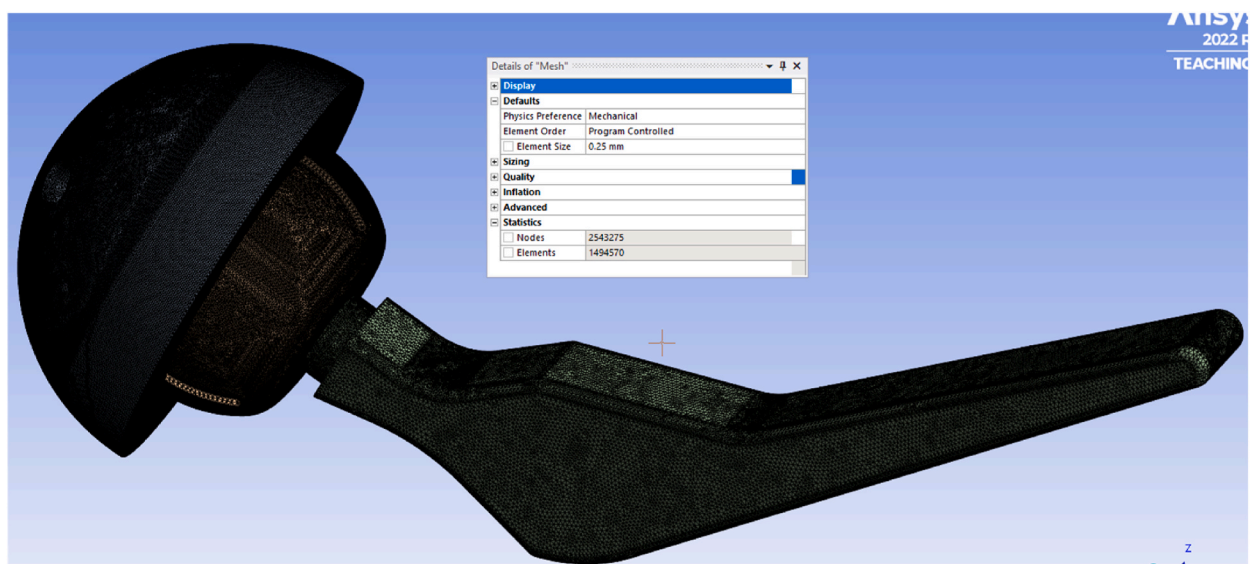 2022 R
TEACHING
Details of "Mesh"
Display
Defaults
Physics Preference Mechanical
Element Order Program Controlled
Element Size 0.25 mm
Sizing
Quality
Inflation
Advanced
Statistics
Nodes 2543275
Elements 1494570
Z